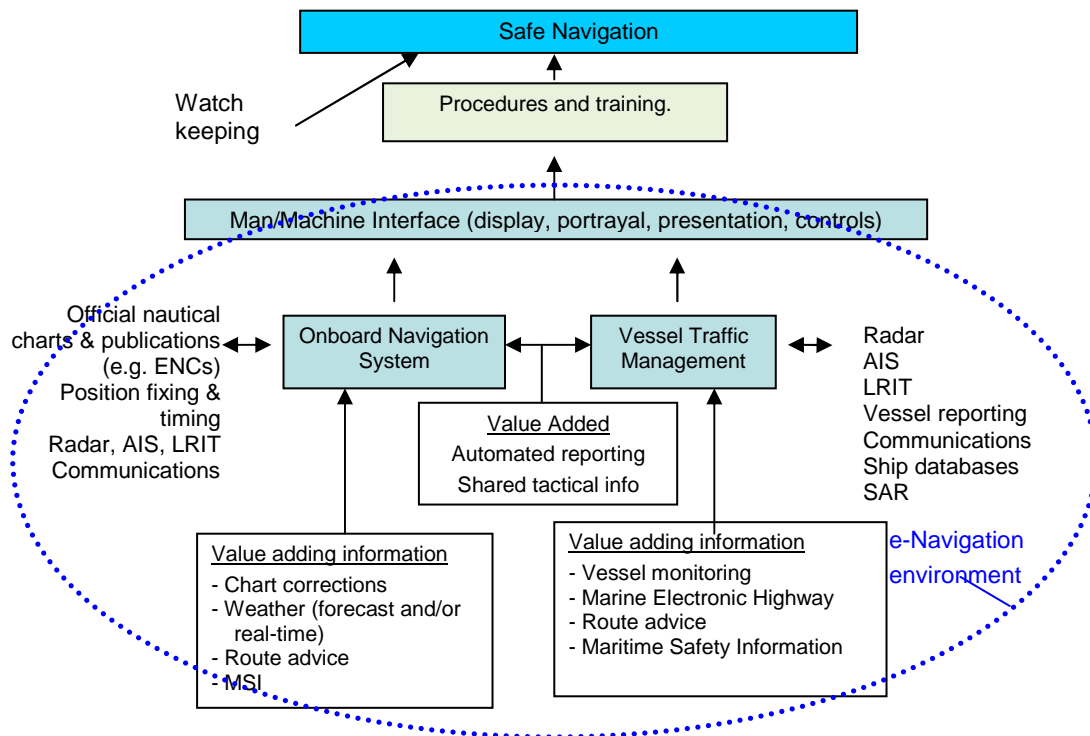 Safe Navigation
Watch
keeping
Procedures and training.
Man/Machine Interface (display, portrayal, presentation, controls)
Official nautical
charts & publications
(e.g. ENCs)
Position fixing &
timing
Radar, AIS, LRIT
Communications
Onboard Navigation
System
Vessel Traffic
Management
Radar
AIS
LRIT
Vessel reporting
Communications
Ship databases
SAR
Value Added
Automated reporting
Shared tactical info
Value adding information
- Chart corrections
- Weather (forecast and/or
real-time)
- Route advice
- MSI
Value adding information
- Vessel monitoring
- Marine Electronic Highway
- Route advice
- Maritime Safety Information
e-Navigation
environment